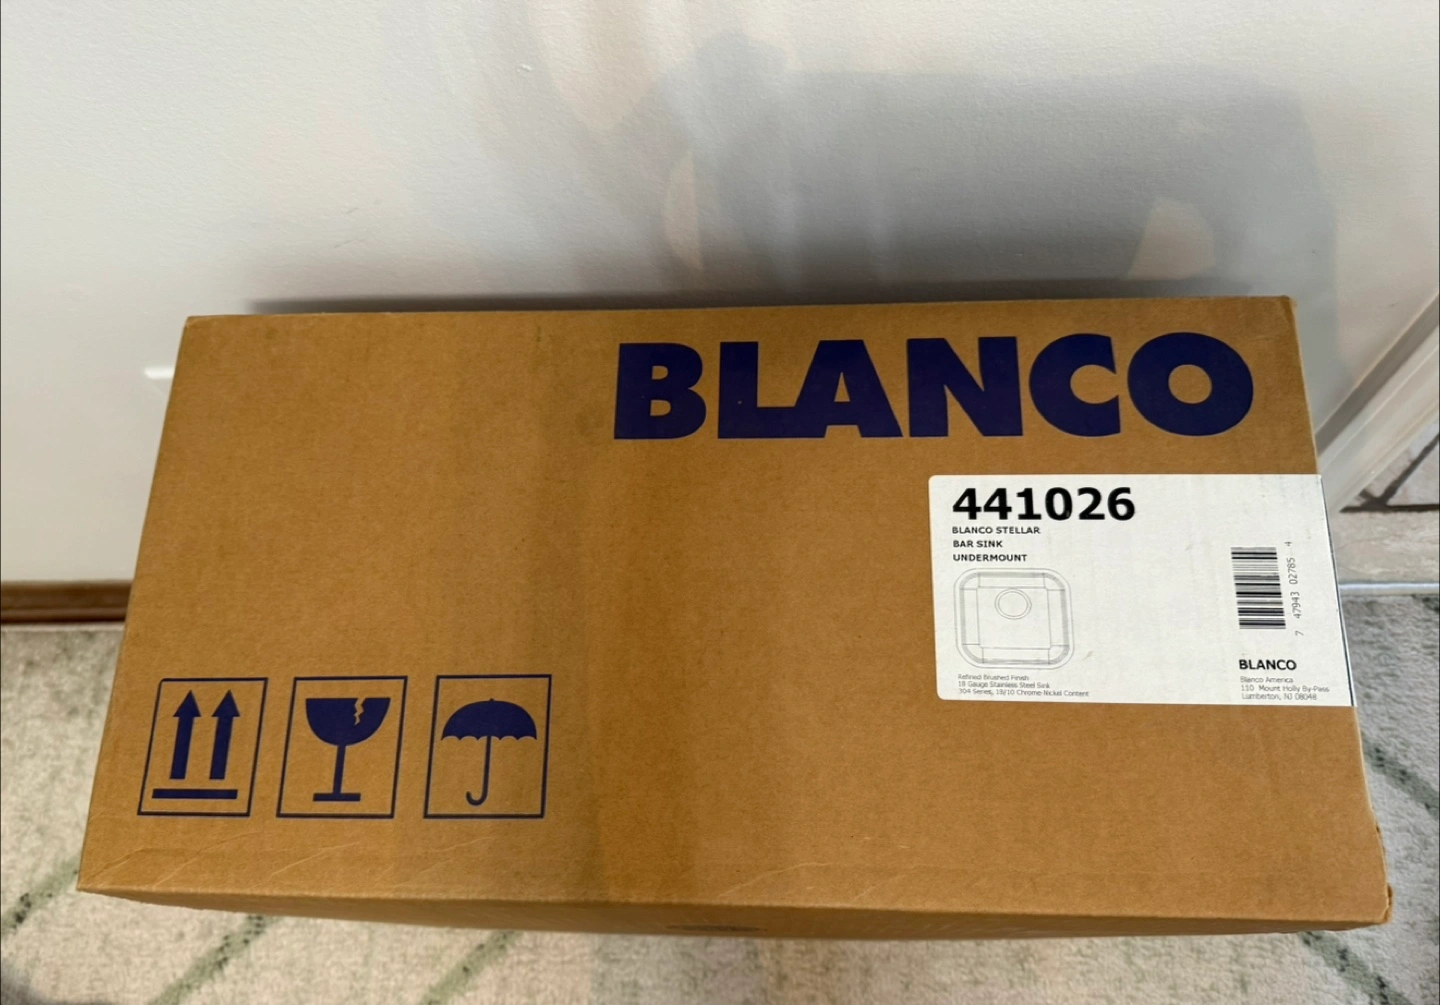 BLANCO
441026
BLANCO STELLAR
BAR SINK
UNDERMOUNT
Refined Brushed Finish
18 Gauge Stainless Steel Sink
304 Series, 18/10 Chrome-Nickel Content
7 47943 02785 4
BLANCO
Blanco America
110 Mount Holly By-Pass
Lumberton, NJ 08048